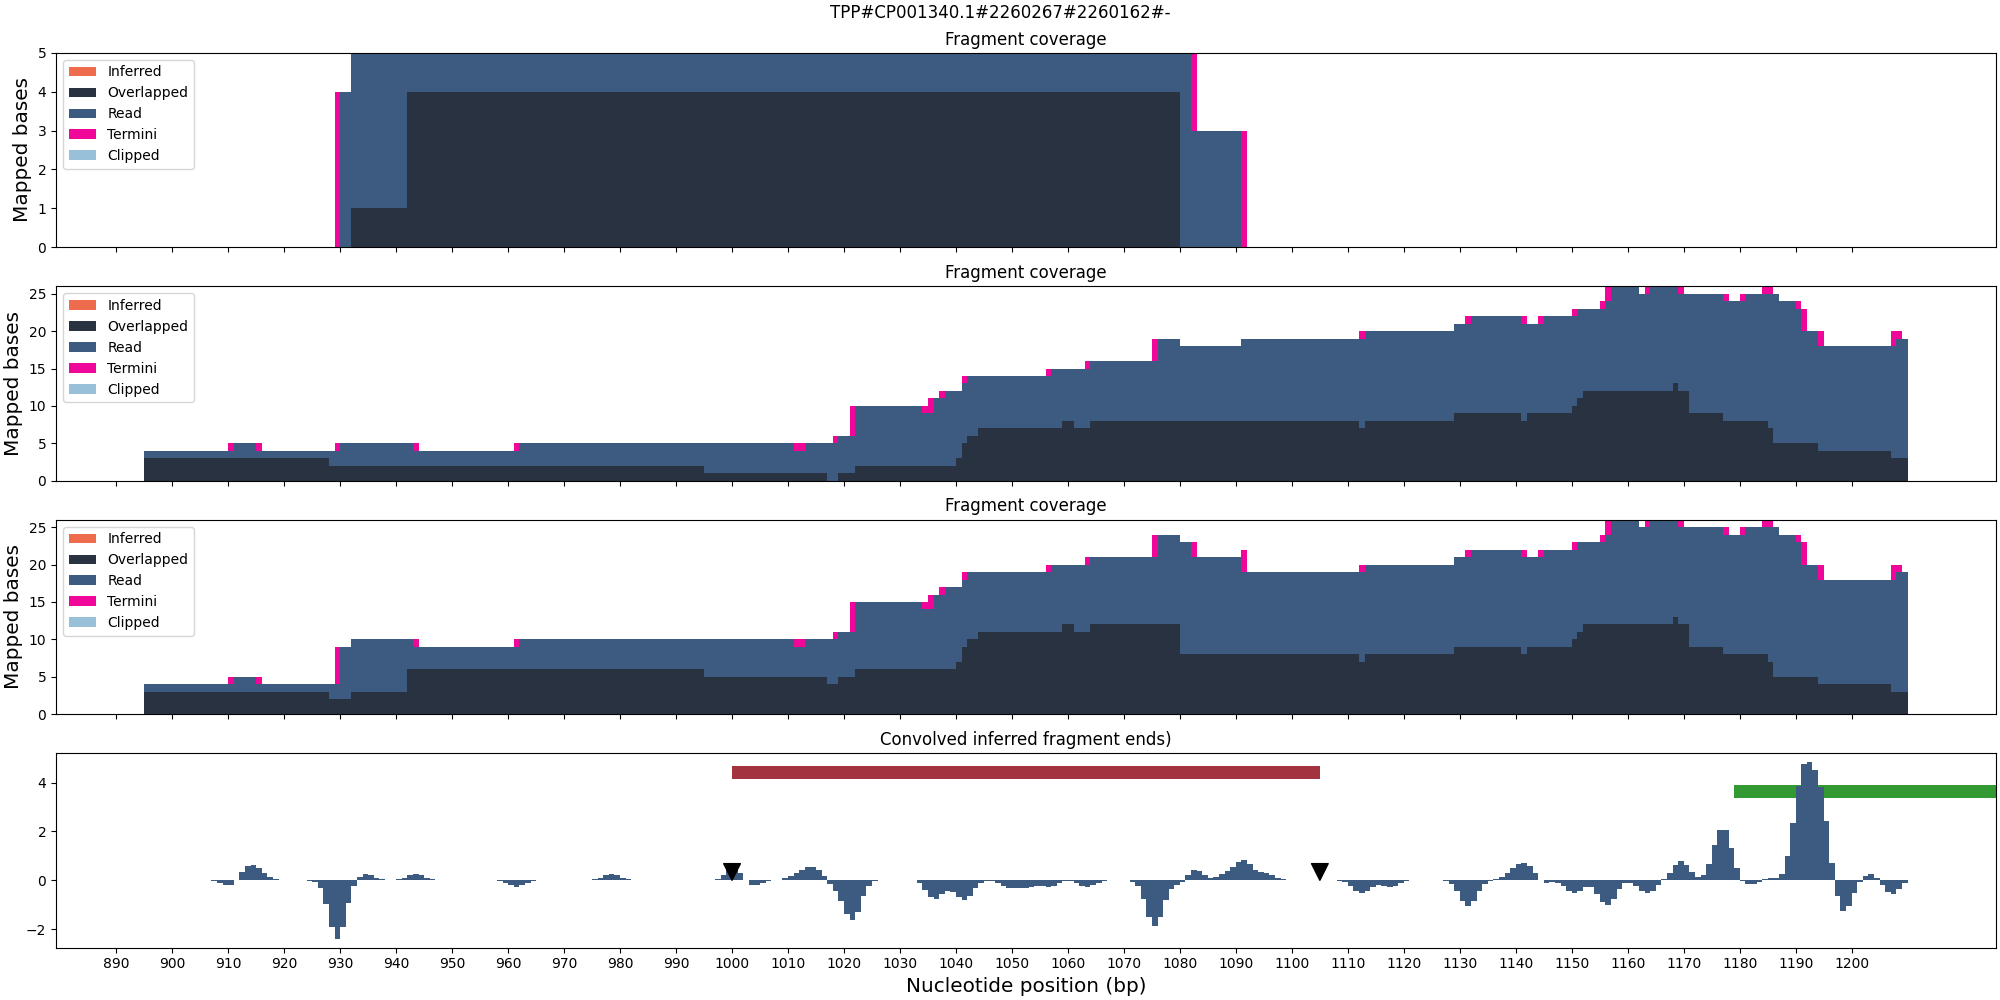 TPP#CP001340.1#2260267#2260162#-
Fragment coverage
Mapped bases
5
4
3
2
1
0
Inferred
Overlapped
Read
Termini
Clipped
Fragment coverage
Mapped bases
25
20
15
10
5
0
Inferred
Overlapped
Read
Termini
Clipped
Fragment coverage
Mapped bases
25
20
15
10
5
0
Inferred
Overlapped
Read
Termini
Clipped
Convolved inferred fragment ends)
4
2
0
−2
890 900 910 920 930 940 950 960 970 980 990 1000 1010 1020 1030 1040 1050 1060 1070 1080 1090 1100 1110 1120 1130 1140 1150 1160 1170 1180 1190 1200
Nucleotide position (bp)